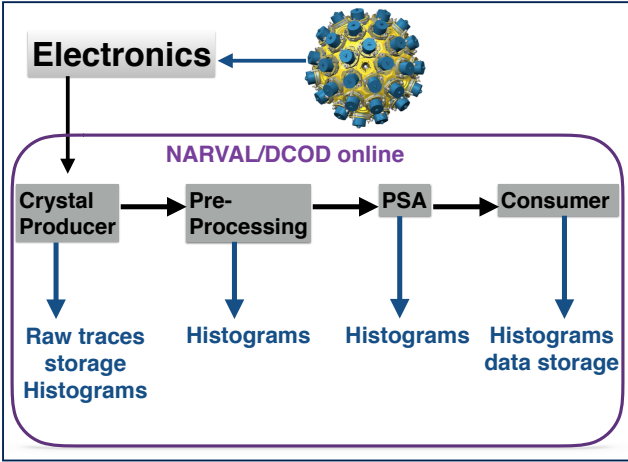 Electronics
NARVAL/DCOD online
Crystal
Producer
Pre-
Processing
PSA
Consumer
Raw traces
storage
Histograms
Histograms
Histograms
Histograms
data storage